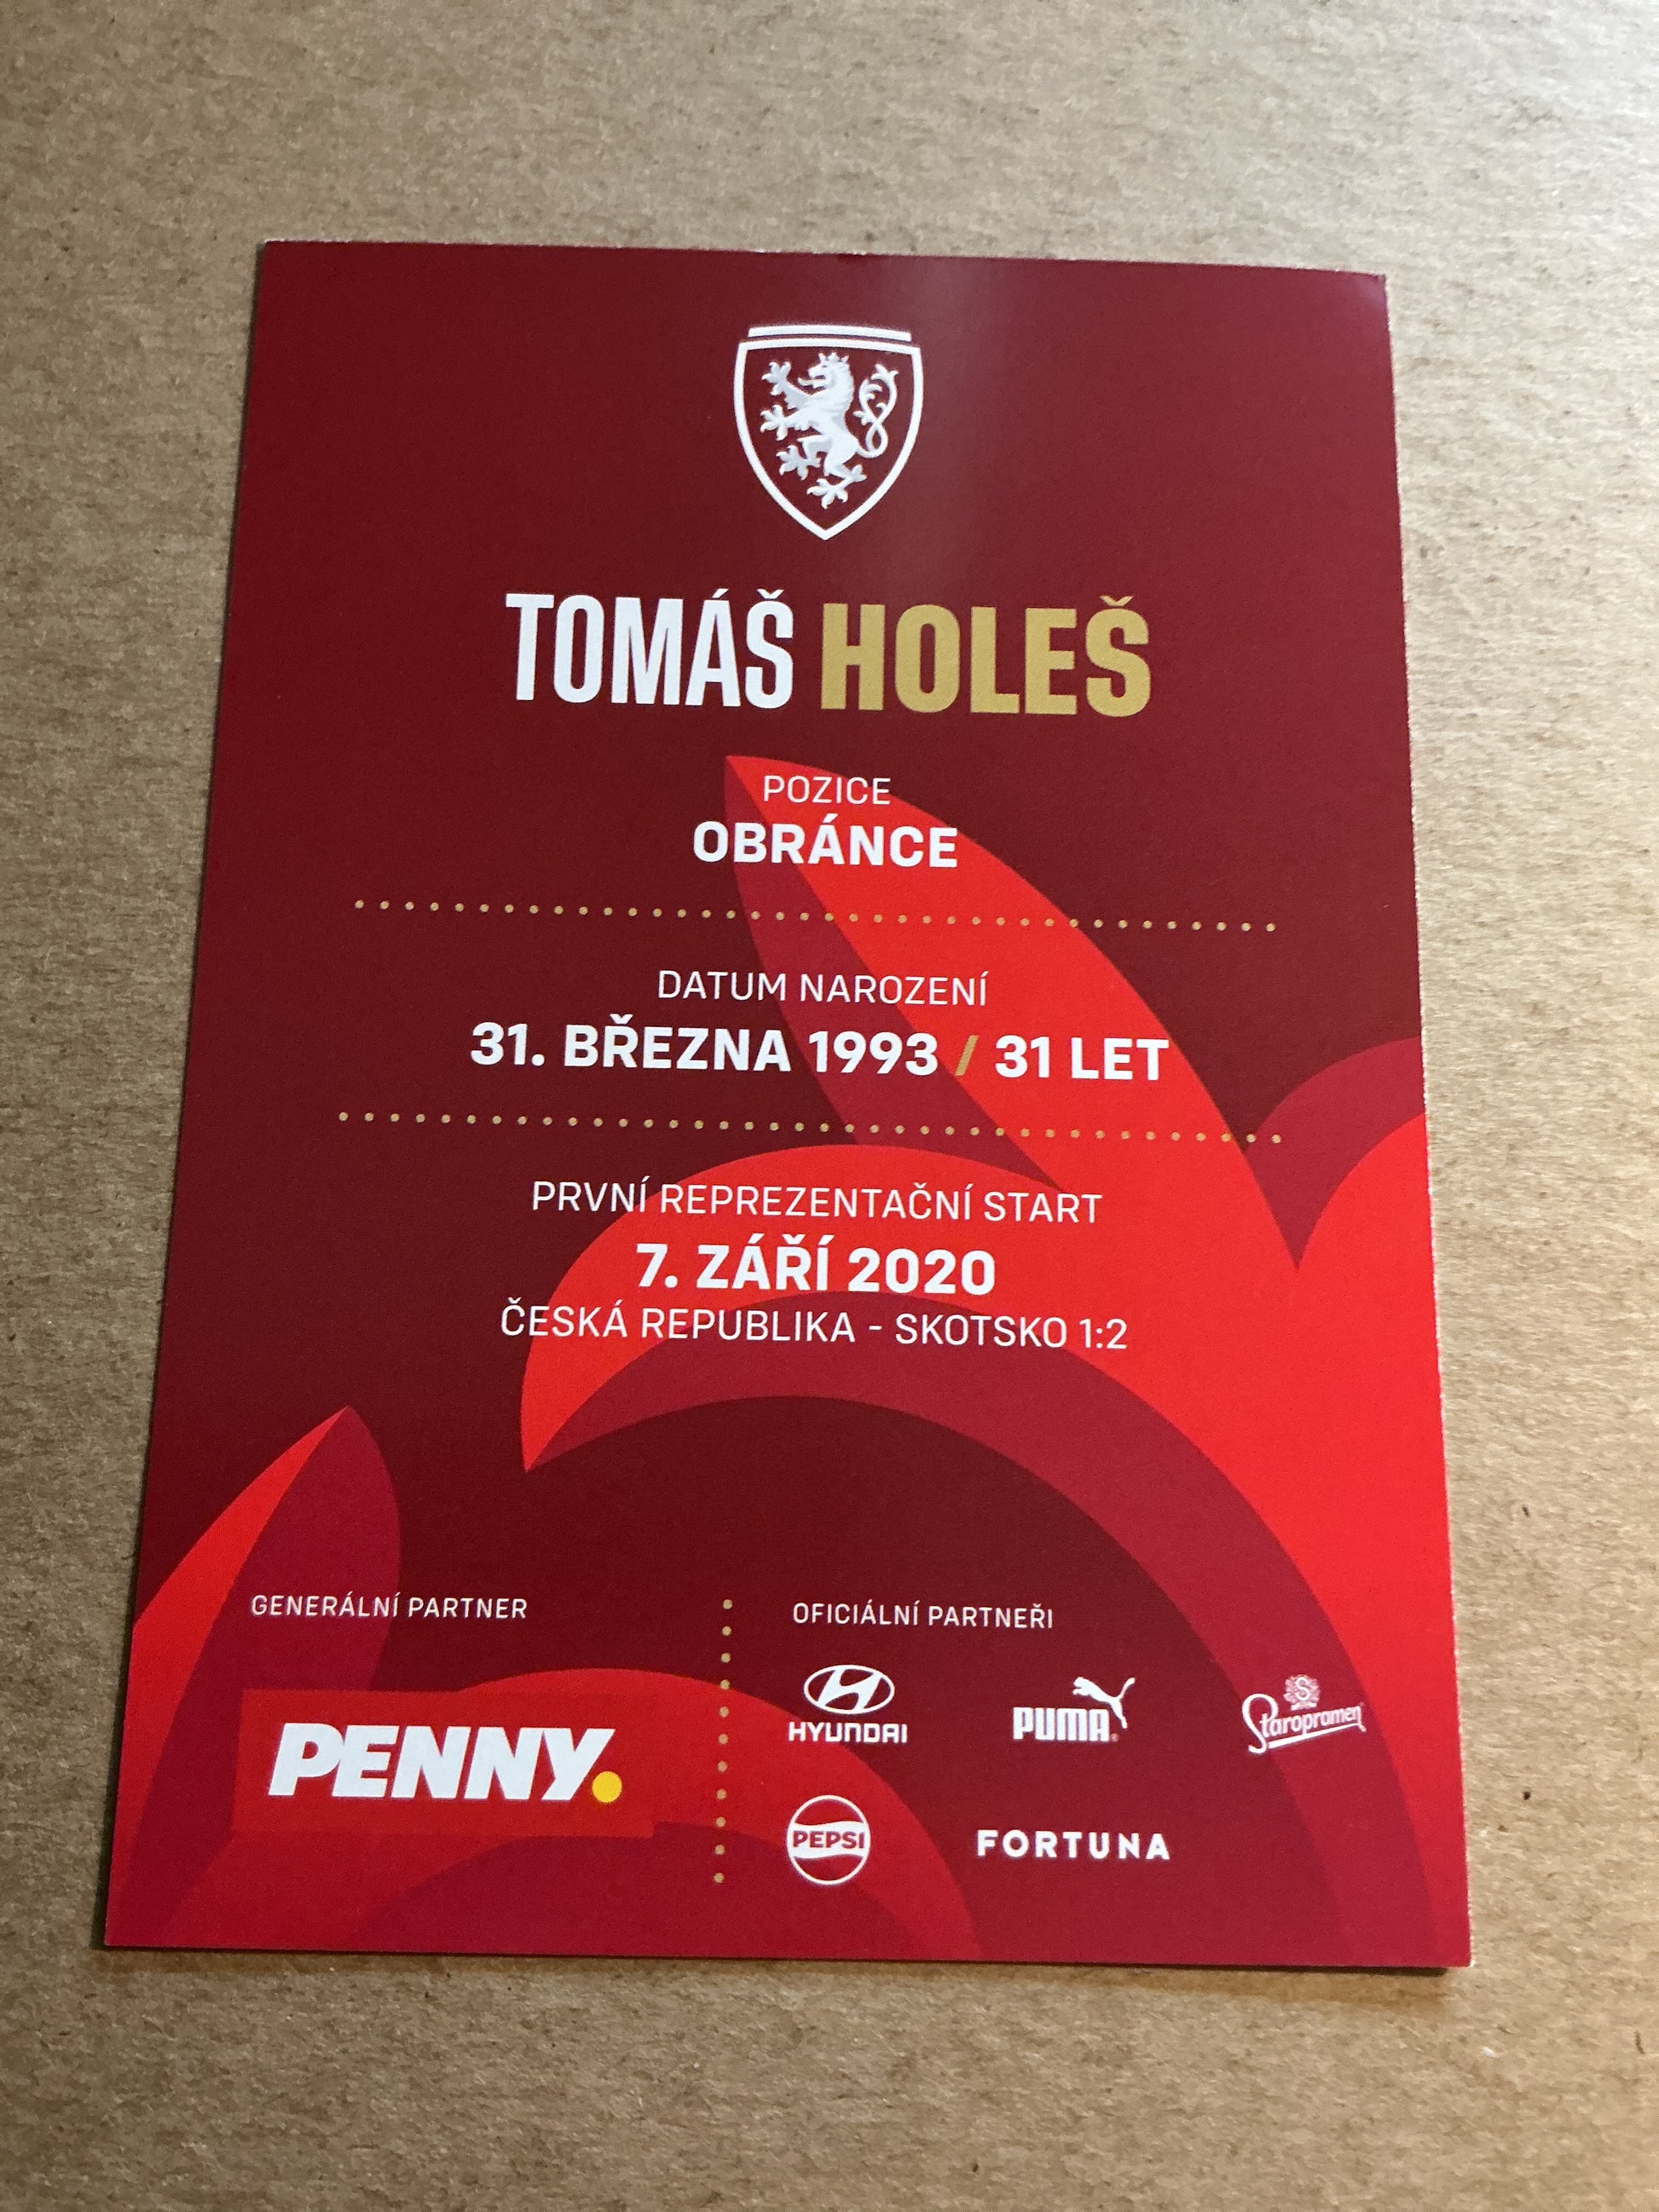 TOMÁŠ HOLEŠ
POZICE
OBRÁNCE
DATUM NAROZENÍ
31. BŘEZNA 1993 / 31 LET
PRVNÍ REPREZENTAČNÍ START
7. ZÁŘÍ 2020
ČESKÁ REPUBLIKA - SKOTSKO 1:2
GENERÁLNÍ PARTNER
PENNY.
OFICIÁLNÍ PARTNEŘI
HYUNDAI
PUMA
Staropramen
PEPSI
FORTUNA